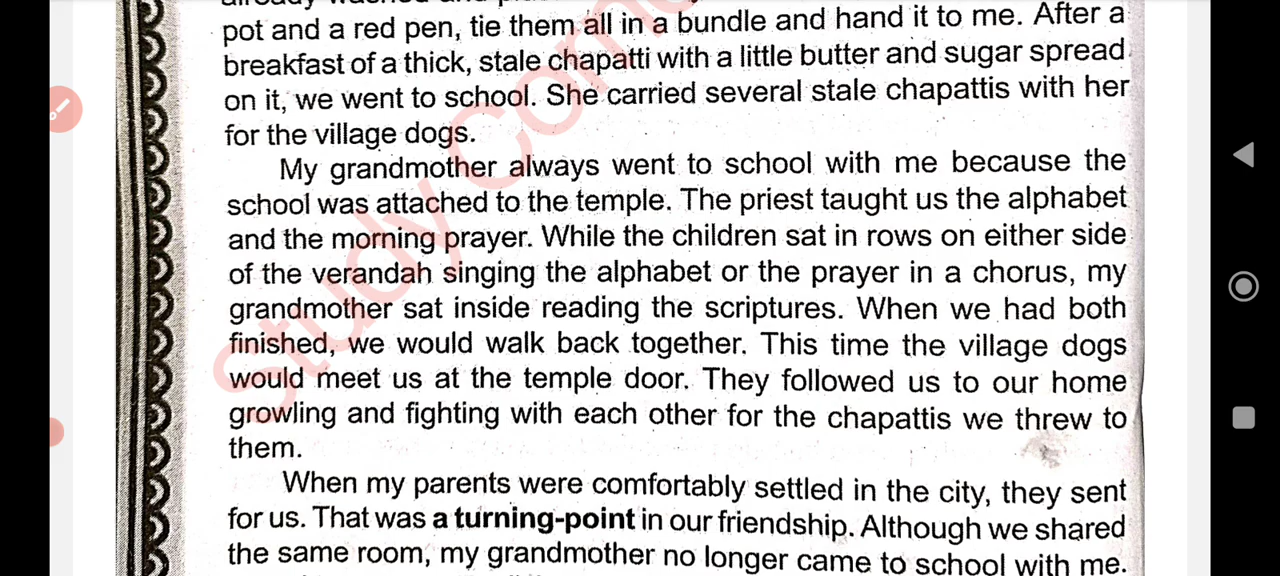 pot and a red pen, tie them all in a bundle and hand it to me. After a
breakfast of a thick, stale chapatti with a little butter and sugar spread
on it, we went to school. She carried several stale chapattis with her
for the village dogs.
My grandmother always went to school with me because the
school was attached to the temple. The priest taught us the alphabet
and the morning prayer. While the children sat in rows on either side
of the verandah singing the alphabet or the prayer in a chorus, my
grandmother sat inside reading the scriptures. When we had both
finished, we would walk back together. This time the village dogs
would meet us at the temple door. They followed us to our home
growling and fighting with each other for the chapattis we threw to
them.
When my parents were comfortably settled in the city, they sent
for us. That was a turning-point in our friendship. Although we shared
the same room, my grandmother no longer came to school with me.
Study Corne